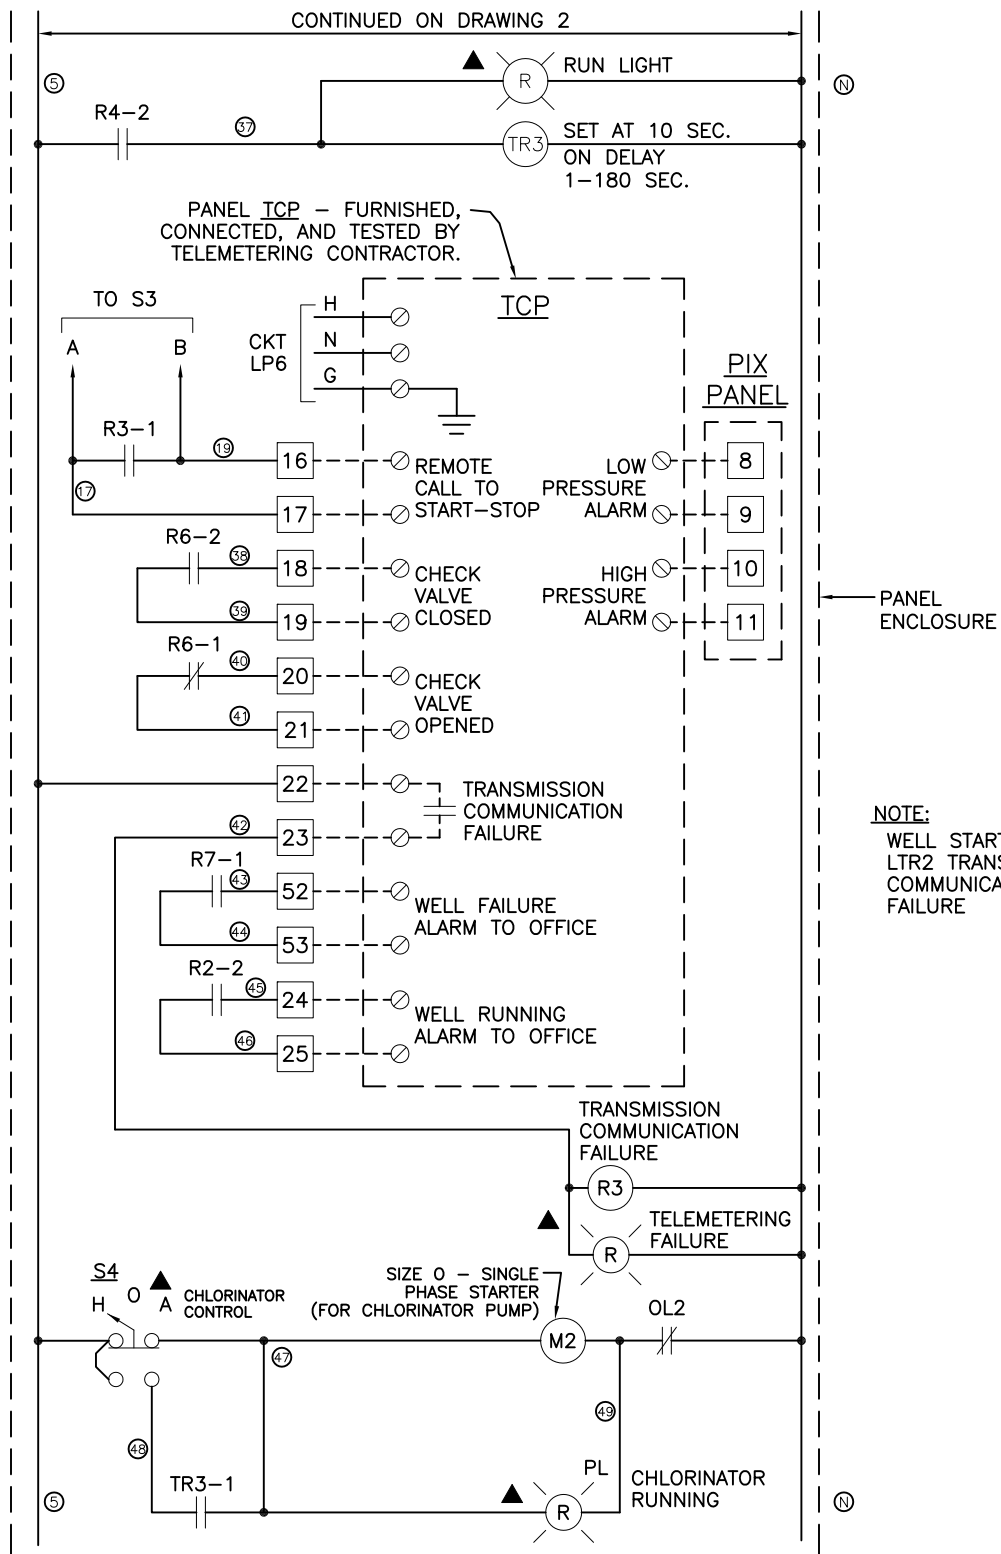 CONTINUED ON DRAWING 2
5
R RUN LIGHT
N
R4-2
37
TR3
SET AT 10 SEC.
ON DELAY
1-180 SEC.
PANEL TCP - FURNISHED,
CONNECTED, AND TESTED BY
TELEMETERING CONTRACTOR.
TO S3
A B
CKT
LP6
H
N
G
TCP
PIX
PANEL
R3-1
19
17
16
17
REMOTE
CALL TO
START-STOP
LOW
PRESSURE
ALARM
8
9
R6-2
38
39
18
19
CHECK
VALVE
CLOSED
HIGH
PRESSURE
ALARM
10
11
PANEL
ENCLOSURE
R6-1
40
41
20
21
CHECK
VALVE
OPENED
22
42
23
TRANSMISSION
COMMUNICATION
FAILURE
NOTE:
WELL START
LTR2 TRANS
COMMUNICA
FAILURE
R7-1
43
44
52
53
WELL FAILURE
ALARM TO OFFICE
R2-2
45
46
24
25
WELL RUNNING
ALARM TO OFFICE
TRANSMISSION
COMMUNICATION
FAILURE
R3
R
TELEMETERING
FAILURE
S4
H O A
CHLORINATOR
CONTROL
SIZE 0 - SINGLE
PHASE STARTER
(FOR CHLORINATOR PUMP)
M2
OL2
47
49
48
TR3-1
R
PL
CHLORINATOR
RUNNING
5
N